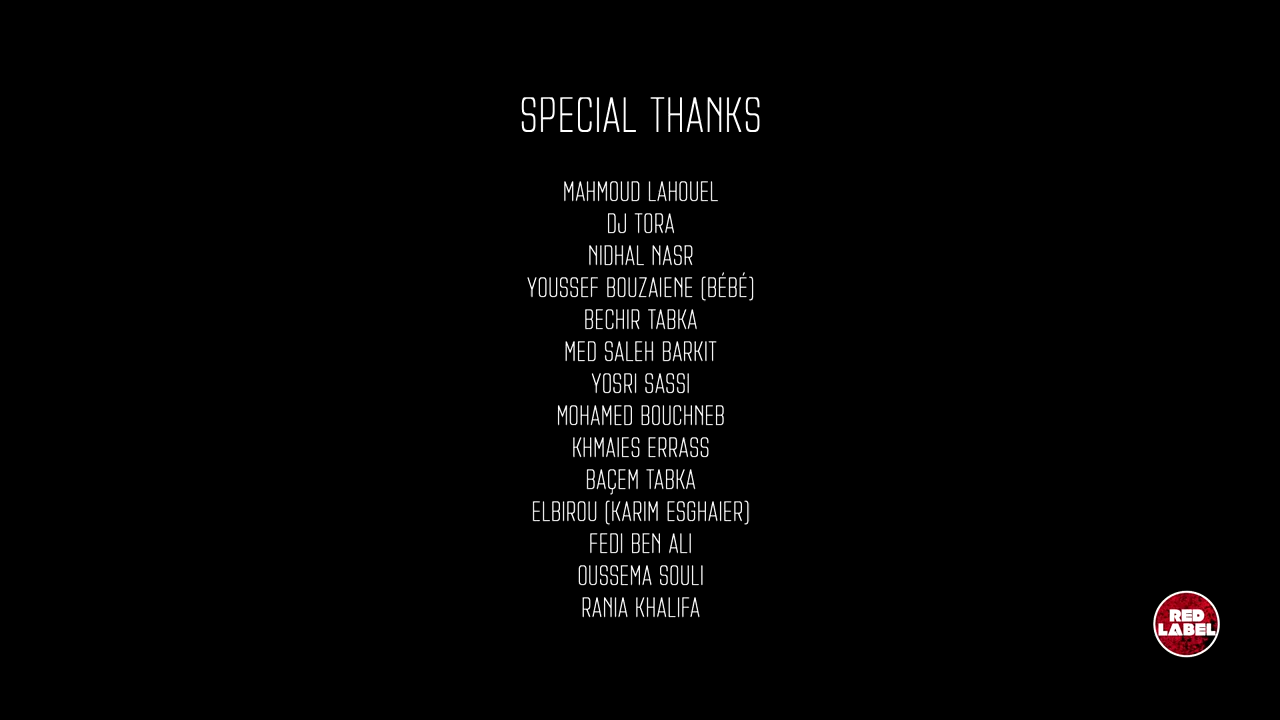 SPECIAL THANKS
MAHMOUD LAHOUEL
DJ TORA
NIDHAL NASR
YOUSSEF BOUZAIENE (BÉBÉ)
BECHIR TABKA
MED SALEH BARKIT
YOSRI SASSI
MOHAMED BOUCHNEB
KHMAIES ERRASS
BAÇEM TABKA
ELBIROU (KARIM ESGHAIER)
FEDI BEN ALI
OUSSEMA SOULI
RANIA KHALIFA
RED
LABEL